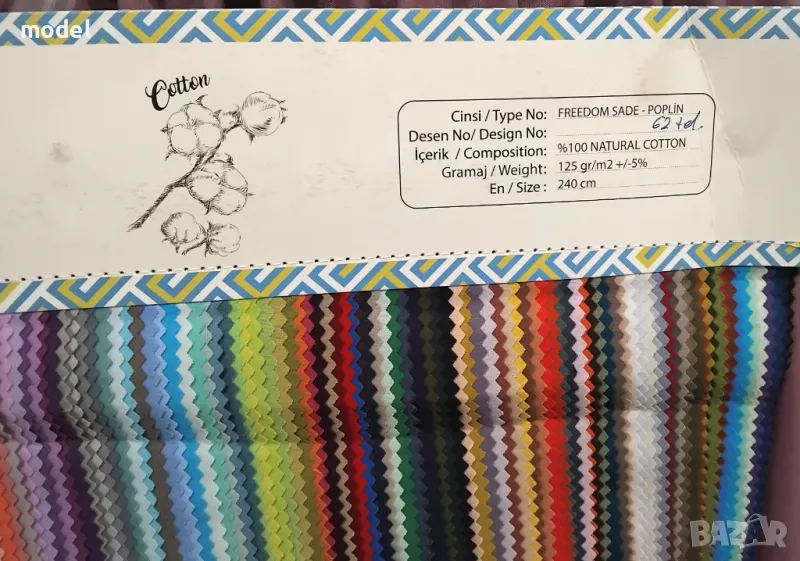 model
Cotton
Cinsi / Type No: FREEDOM SADE - POPLİN
Desen No/ Design No: 62 td.
İçerik / Composition: %100 NATURAL COTTON
Gramaj / Weight: 125 gr/m2 +/-5%
En / Size : 240 cm
BAZAR